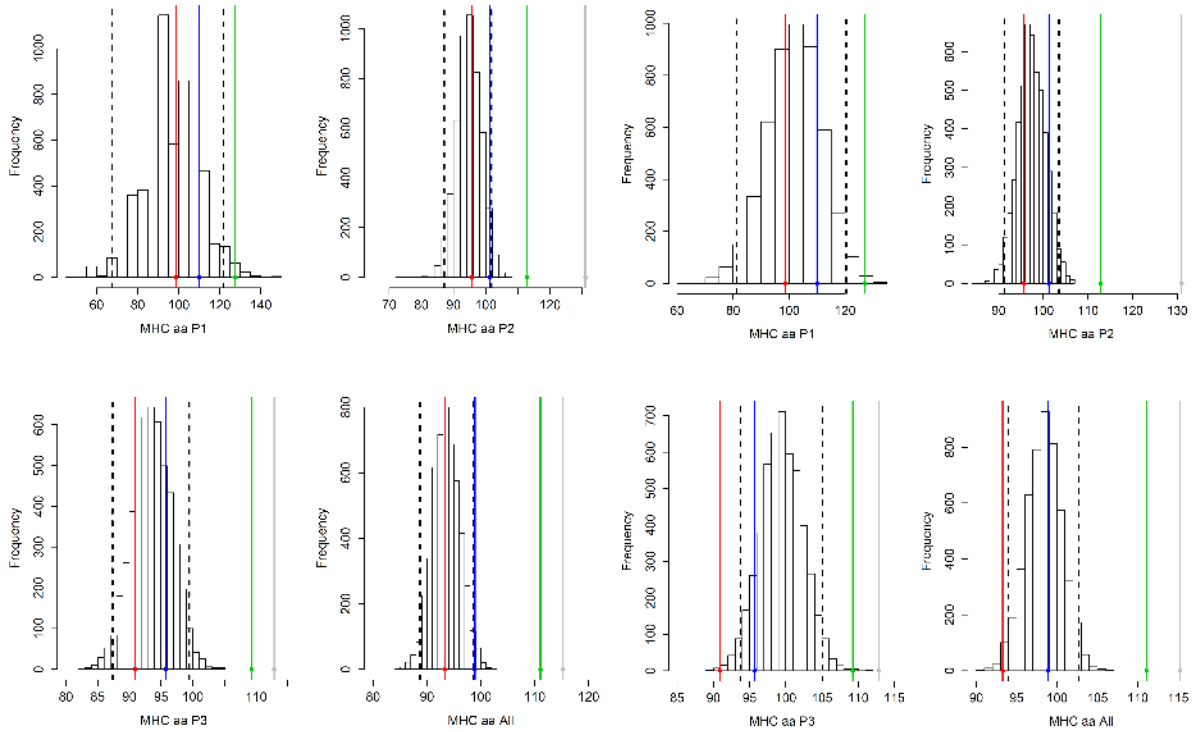 Frequency
0 200 400 600 800 1000
60 80 100 120 140
MHC aa P1
Frequency
0 200 400 600 800 1000
70 90 100 120
MHC aa P2
Frequency
0 200 400 600 800 1000
60 80 100 120
MHC aa P1
Frequency
0 100 200 300 400 500 600
90 100 110 120 130
MHC aa P2
Frequency
0 100 200 300 400 500 600
80 85 90 95 100 110
MHC aa P3
Frequency
0 200 400 600 800
80 90 100 110 120
MHC aa All
Frequency
0 100 200 300 400 500 600 700
85 90 95 100 105 110 115
MHC aa P3
Frequency
0 200 400 600 800
90 95 100 105 110 115
MHC aa All